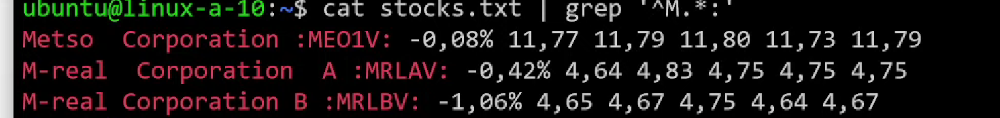 ubuntu@linux-a-10:~$ cat stocks.txt | grep '^M.*:'
Metso  Corporation :MEO1V: -0,08% 11,77 11,79 11,80 11,73 11,79
M-real  Corporation  A :MRLAV: -0,42% 4,64 4,83 4,75 4,75 4,75
M-real Corporation B :MRLBV: -1,06% 4,65 4,67 4,75 4,64 4,67